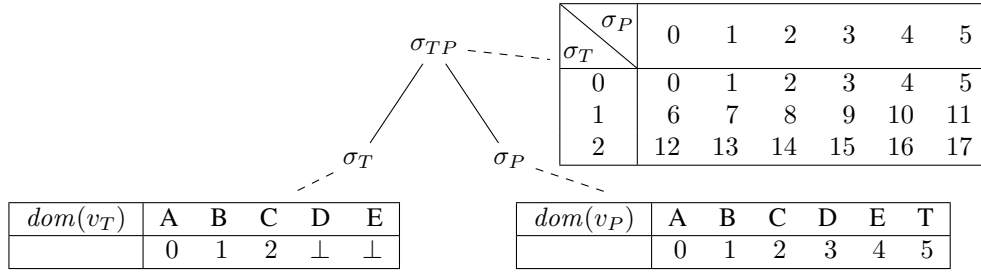 σ_P
σ_T
0 1 2 3 4 5
0 0 1 2 3 4 5
1 6 7 8 9 10 11
2 12 13 14 15 16 17
σ_TP
σ_T
σ_P
dom(v_T) A B C D E
0 1 2 ⊥ ⊥
dom(v_P) A B C D E T
0 1 2 3 4 5